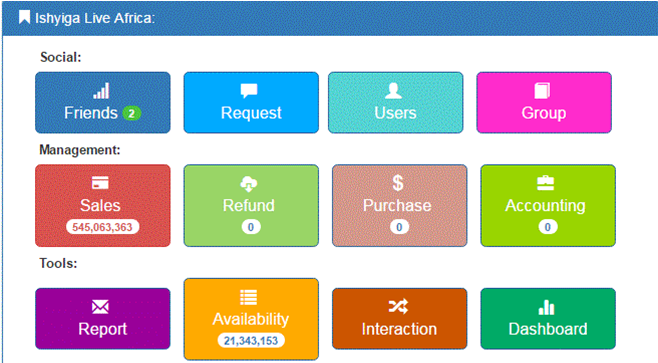 Ishyiga Live Africa:
Social:
Friends 2
Request
Users
Group
Management:
Sales
545,063,363
Refund
0
$
Purchase
0
Accounting
0
Tools:
Report
Availability
21,343,153
Interaction
Dashboard